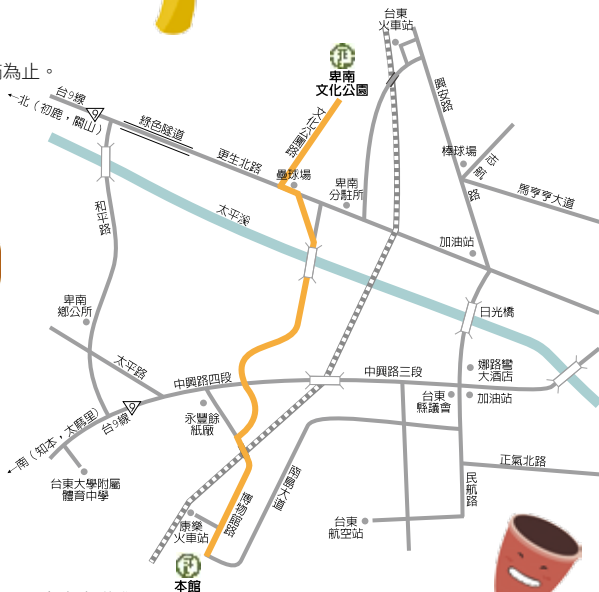 為止。
台東
火車站
卑南
文化公園
台9線
←北（初鹿，關山）
綠色隧道
文化公園路
興安路
更生北路
壘球場
卑南
分駐所
棒球場
志航路
馬亨亨大道
和平路
太平溪
加油站
卑南
鄉公所
日光橋
太平路
中興路四段
中興路三段
娜路彎
大酒店
台東
縣議會
加油站
永豐餘
紙廠
台9線
←南（知本，太麻里）
台東大學附屬
體育中學
南島大道
正氣北路
民航路
博物館路
康樂
火車站
台東
航空站
本館